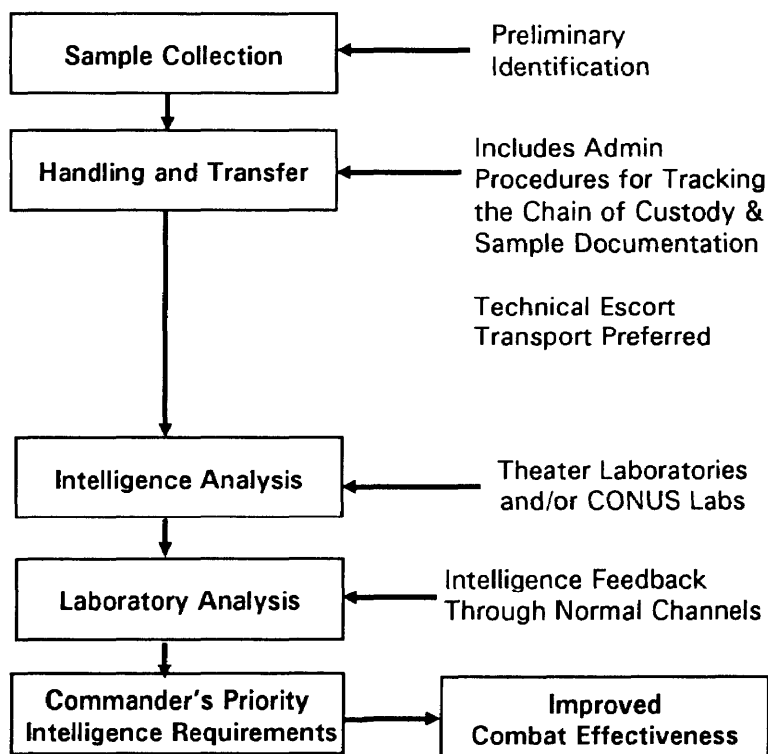 Sample Collection
Preliminary
Identification
Handling and Transfer
Includes Admin
Procedures for Tracking
the Chain of Custody &
Sample Documentation
Technical Escort
Transport Preferred
Intelligence Analysis
Theater Laboratories
and/or CONUS Labs
Laboratory Analysis
Intelligence Feedback
Through Normal Channels
Commander's Priority
Intelligence Requirements
Improved
Combat Effectiveness